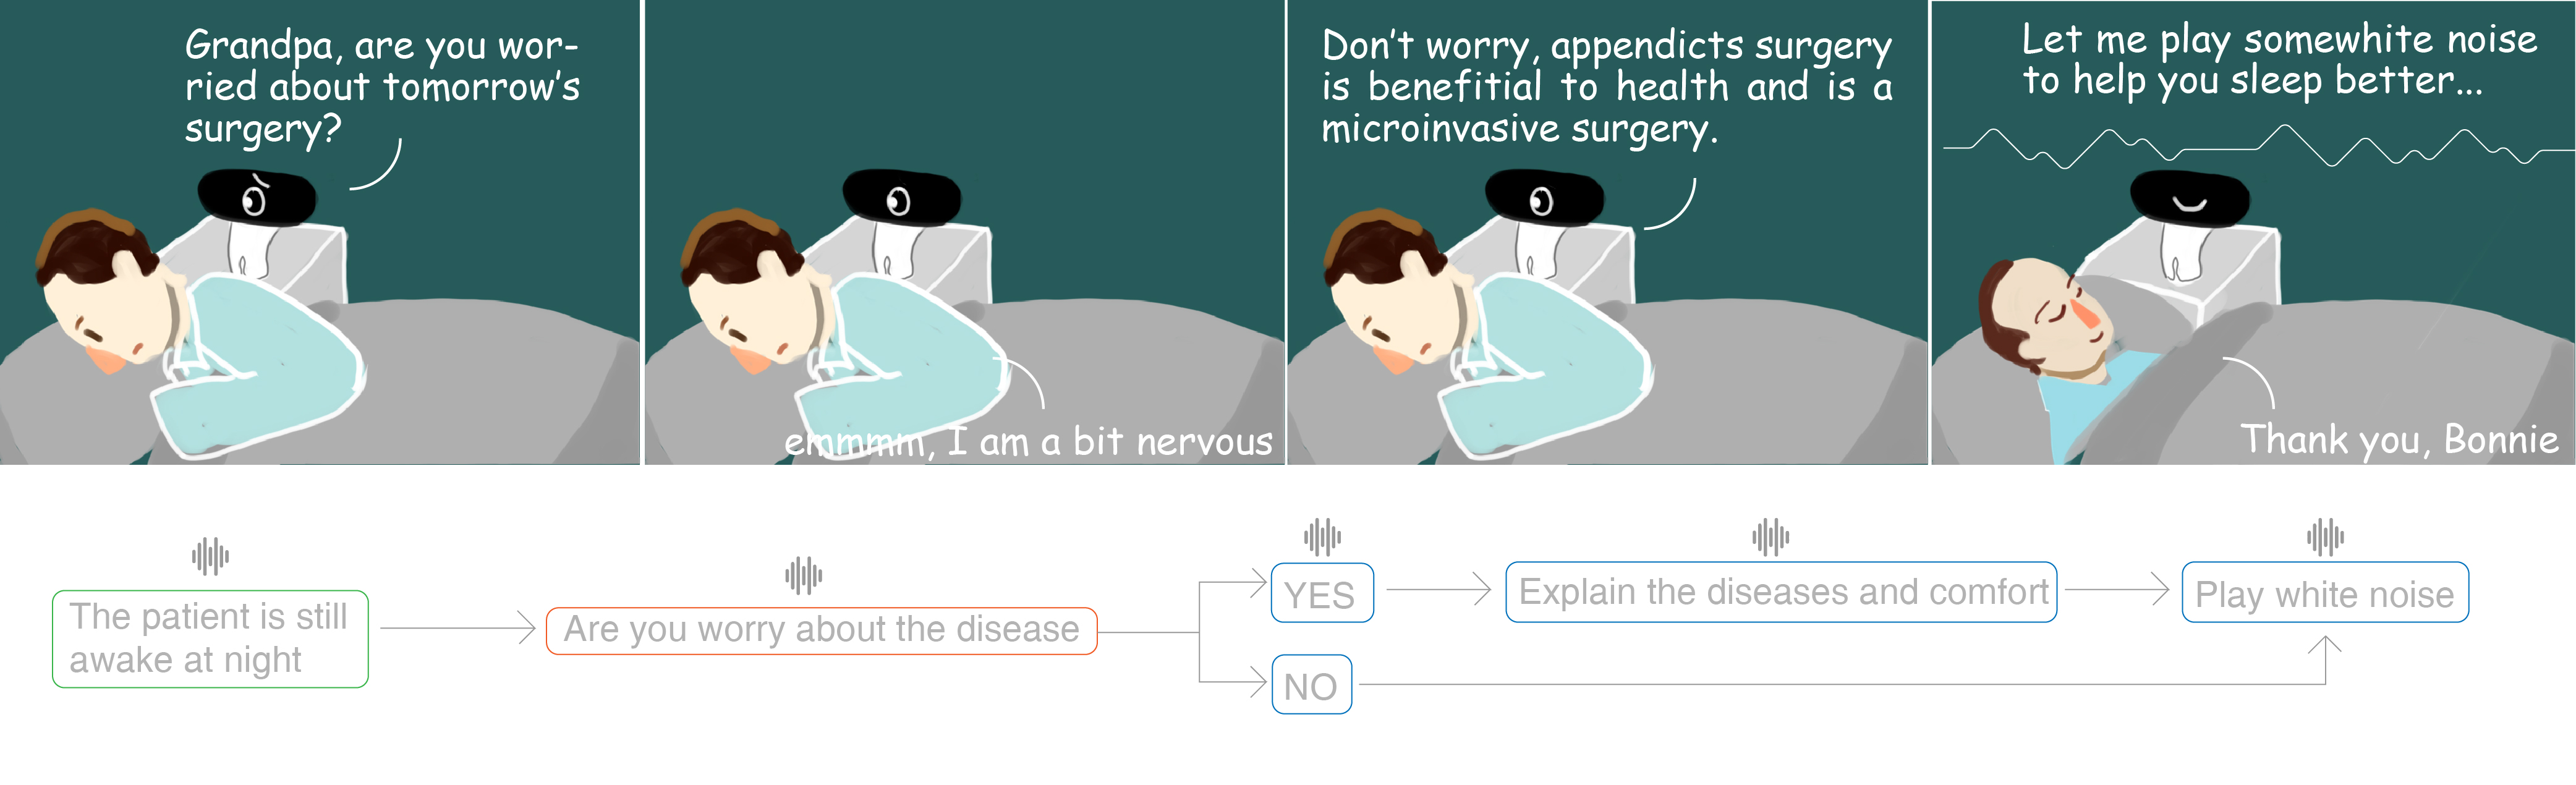 Grandpa, are you wor-
ried about tomorrow's
surgery?
emmmm, I am a bit nervous
Don't worry, appendicts surgery
is benefitial to health and is a
microinvasive surgery.
Let me play somewhite noise
to help you sleep better...
Thank you, Bonnie
The patient is still
awake at night
Are you worry about the disease
YES
Explain the diseases and comfort
Play white noise
NO